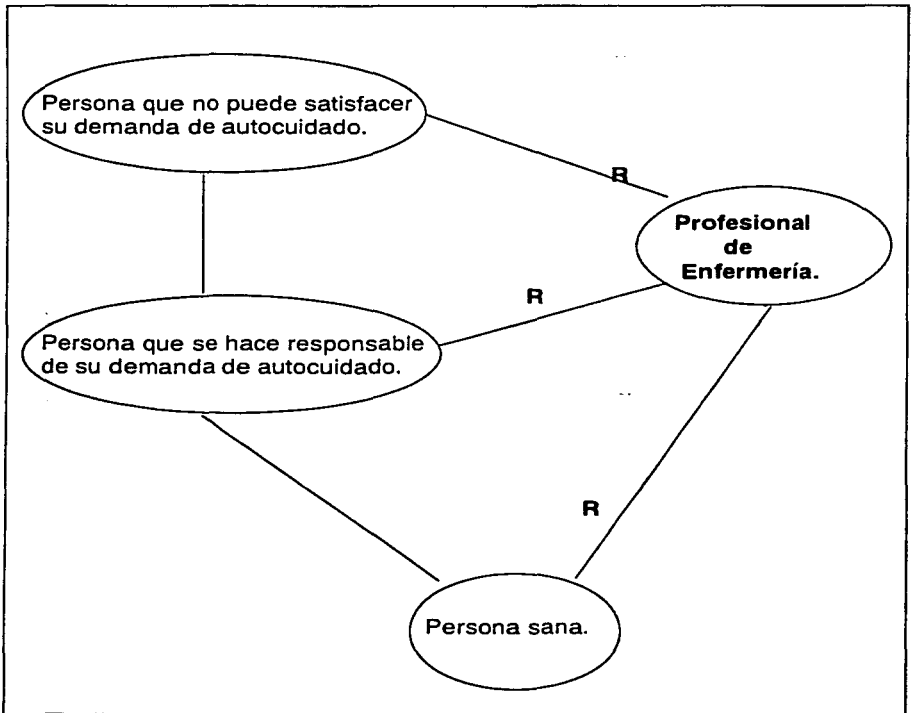 Persona que no puede satisfacer
su demanda de autocuidado.
R
Profesional
de
Enfermería.
R
Persona que se hace responsable
de su demanda de autocuidado.
R
Persona sana.